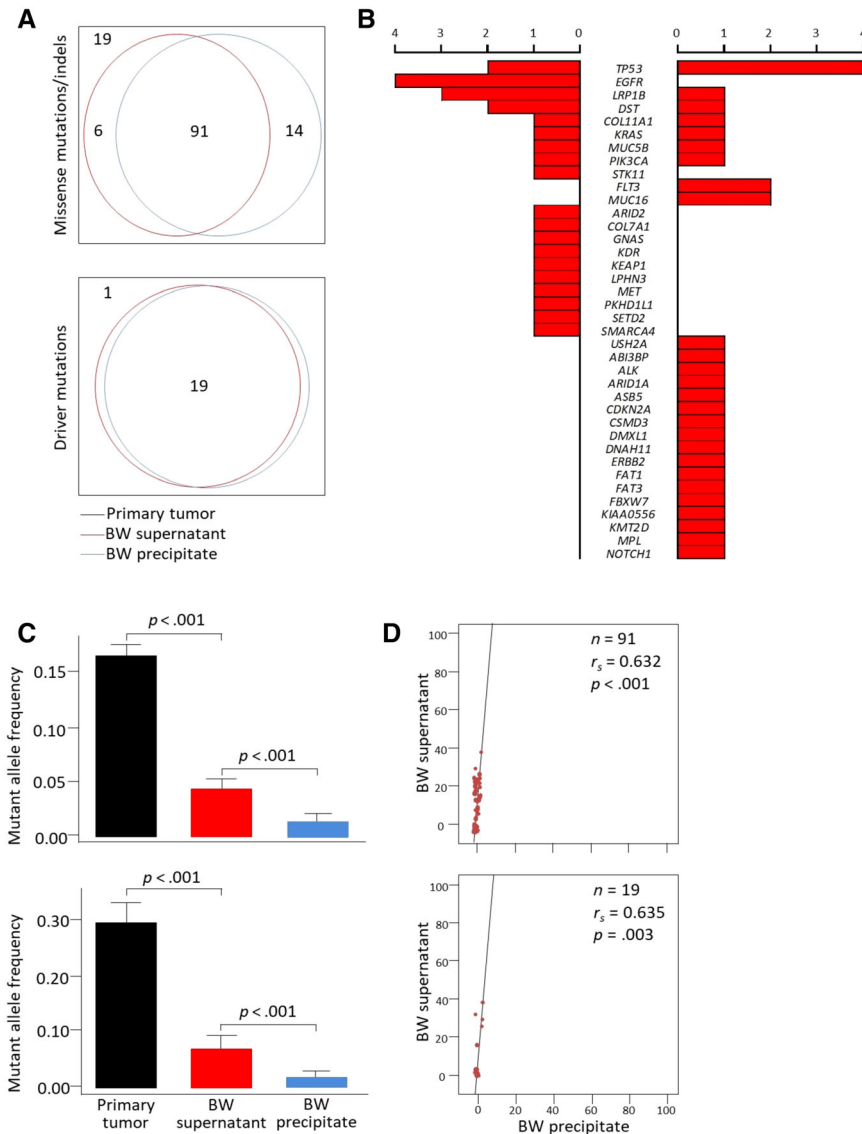 A
Missense mutations/indels
19
6
91
14
Driver mutations
1
19
Primary tumor
BW supernatant
BW precipitate
B
4 3 2 1 0 0 1 2 3 4
TP53
EGFR
LRP1B
DST
COL11A1
KRAS
MUC5B
PIK3CA
STK11
FLT3
MUC16
ARID2
COL7A1
GNAS
KDR
KEAP1
LPHN3
MET
PKHD1L1
SETD2
SMARCA4
USH2A
ABI3BP
ALK
ARID1A
ASB5
CDKN2A
CSMD3
DMXL1
DNAH11
ERBB2
FAT1
FAT3
FBXW7
KIAA0556
KMT2D
MPL
NOTCH1
C
Mutant allele frequency
0.15
0.10
0.05
0.00
p < .001
p < .001
Mutant allele frequency
0.30
0.20
0.10
0.00
p < .001
p < .001
Primary tumor
BW supernatant
BW precipitate
D
BW supernatant
100
80
60
40
20
0
n = 91
rs = 0.632
p < .001
BW supernatant
100
80
60
40
20
0
n = 19
rs = 0.635
p = .003
0 20 40 60 80 100
BW precipitate